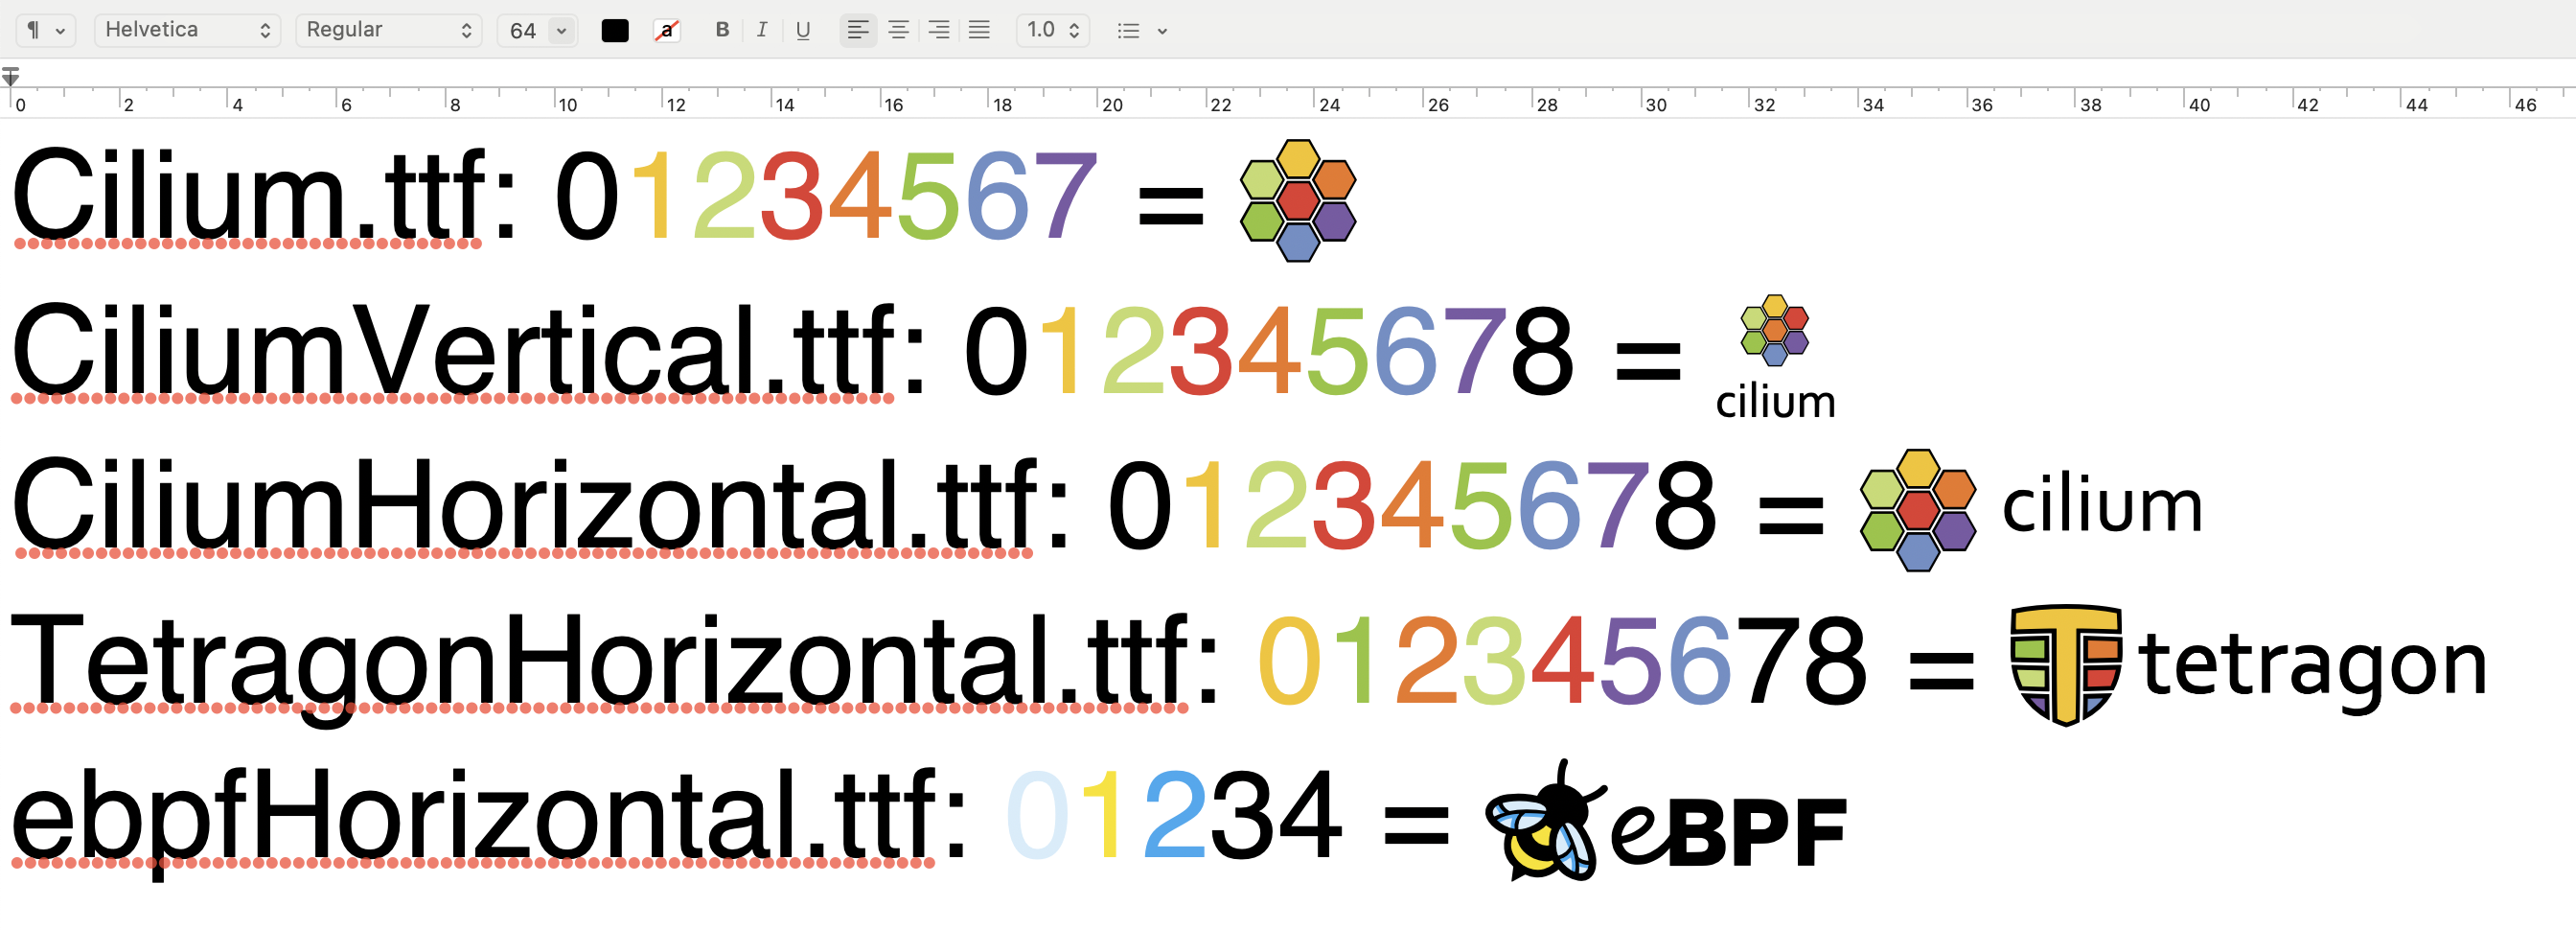 ¶ Helvetica Regular 64 a B I U 1.0
0 2 4 6 8 10 12 14 16 18 20 22 24 26 28 30 32 34 36 38 40 42 44 46
Cilium.ttf: 01234567 =
CiliumVertical.ttf: 012345678 = cilium
CiliumHorizontal.ttf: 012345678 = cilium
TetragonHorizontal.ttf: 012345678 = T tetragon
ebpfHorizontal.ttf: 01234 = eBPF